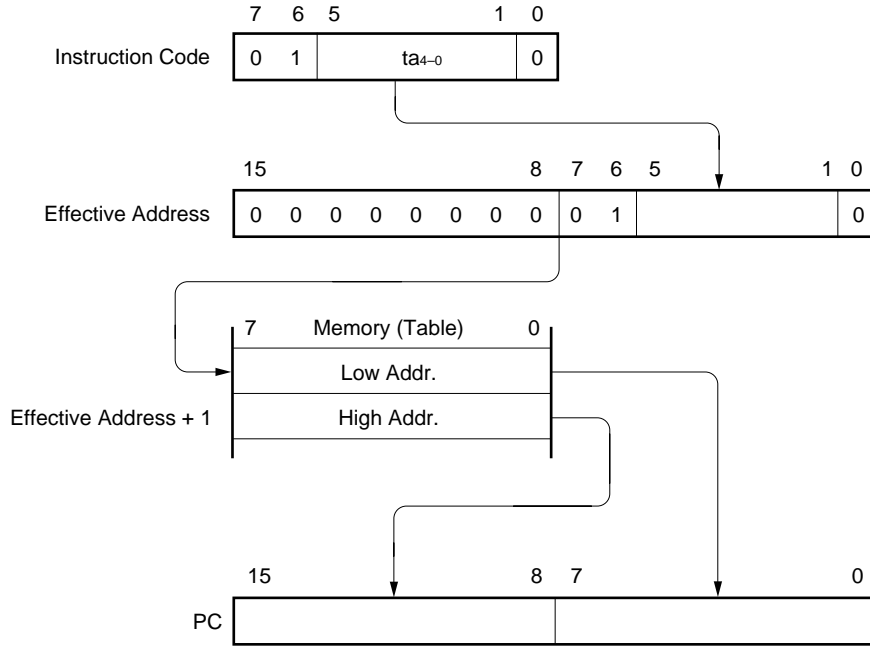 7 6 5 1 0
Instruction Code 0 1 ta4–0 0
15 8 7 6 5 1 0
Effective Address 0 0 0 0 0 0 0 0 0 1 0
7 Memory (Table) 0
Low Addr.
Effective Address + 1 High Addr.
15 8 7 0
PC